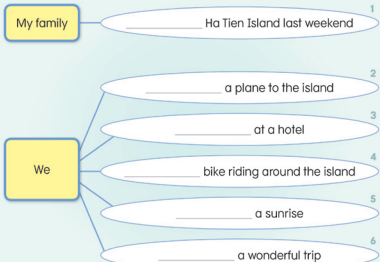 1
My family
____________ Ha Tien Island last weekend
2
____________ a plane to the island
3
____________ at a hotel
We
4
____________ bike riding around the island
5
____________ a sunrise
6
____________ a wonderful trip